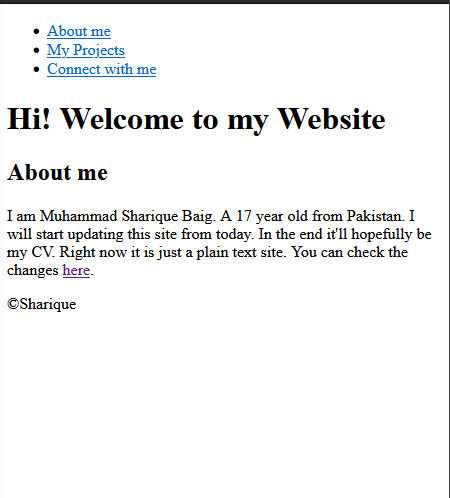 About me
My Projects
Connect with me
Hi! Welcome to my Website
About me
I am Muhammad Sharique Baig. A 17 year old from Pakistan. I
will start updating this site from today. In the end it'll hopefully be
my CV. Right now it is just a plain text site. You can check the
changes here.
©Sharique